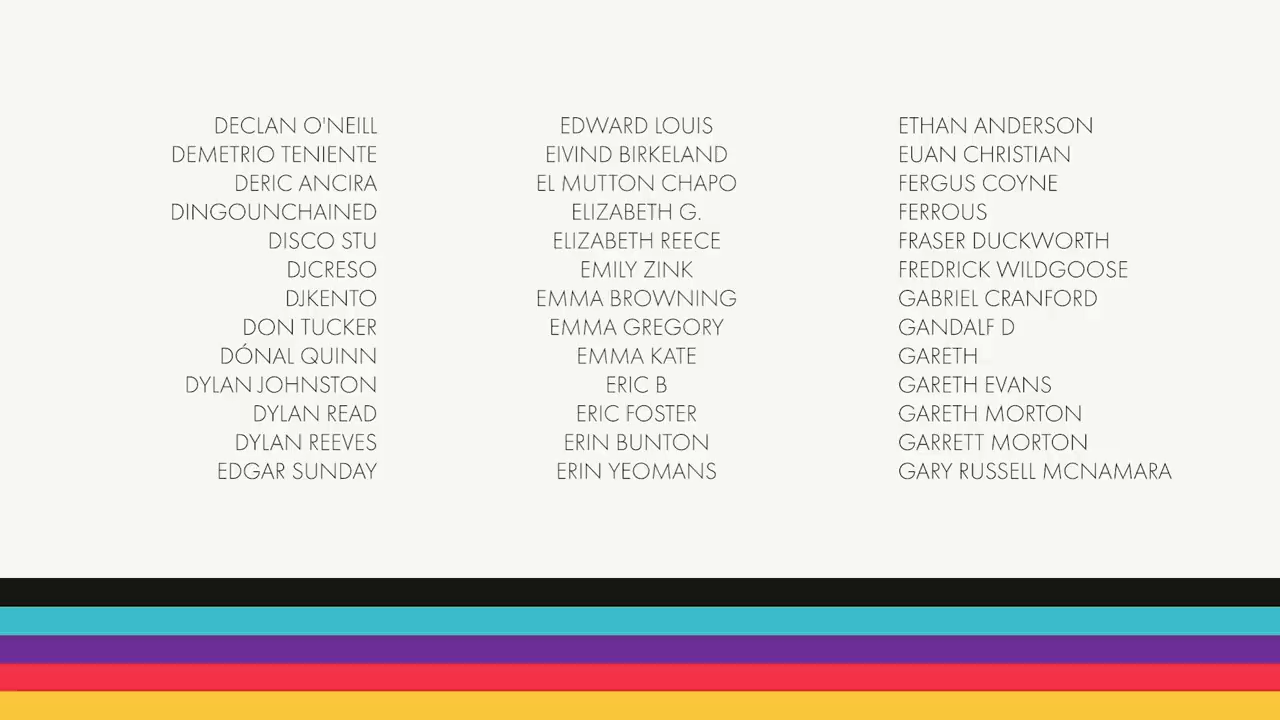 DECLAN O'NEILL
DEMETRIO TENIENTE
DERIC ANCIRA
DINGOUNCHAINED
DISCO STU
DJCRESO
DJKENTO
DON TUCKER
DÓNAL QUINN
DYLAN JOHNSTON
DYLAN READ
DYLAN REEVES
EDGAR SUNDAY
EDWARD LOUIS
EIVIND BIRKELAND
EL MUTTON CHAPO
ELIZABETH G.
ELIZABETH REECE
EMILY ZINK
EMMA BROWNING
EMMA GREGORY
EMMA KATE
ERIC B
ERIC FOSTER
ERIN BUNTON
ERIN YEOMANS
ETHAN ANDERSON
EUAN CHRISTIAN
FERGUS COYNE
FERROUS
FRASER DUCKWORTH
FREDRICK WILDGOOSE
GABRIEL CRANFORD
GANDALF D
GARETH
GARETH EVANS
GARETH MORTON
GARRETT MORTON
GARY RUSSELL MCNAMARA